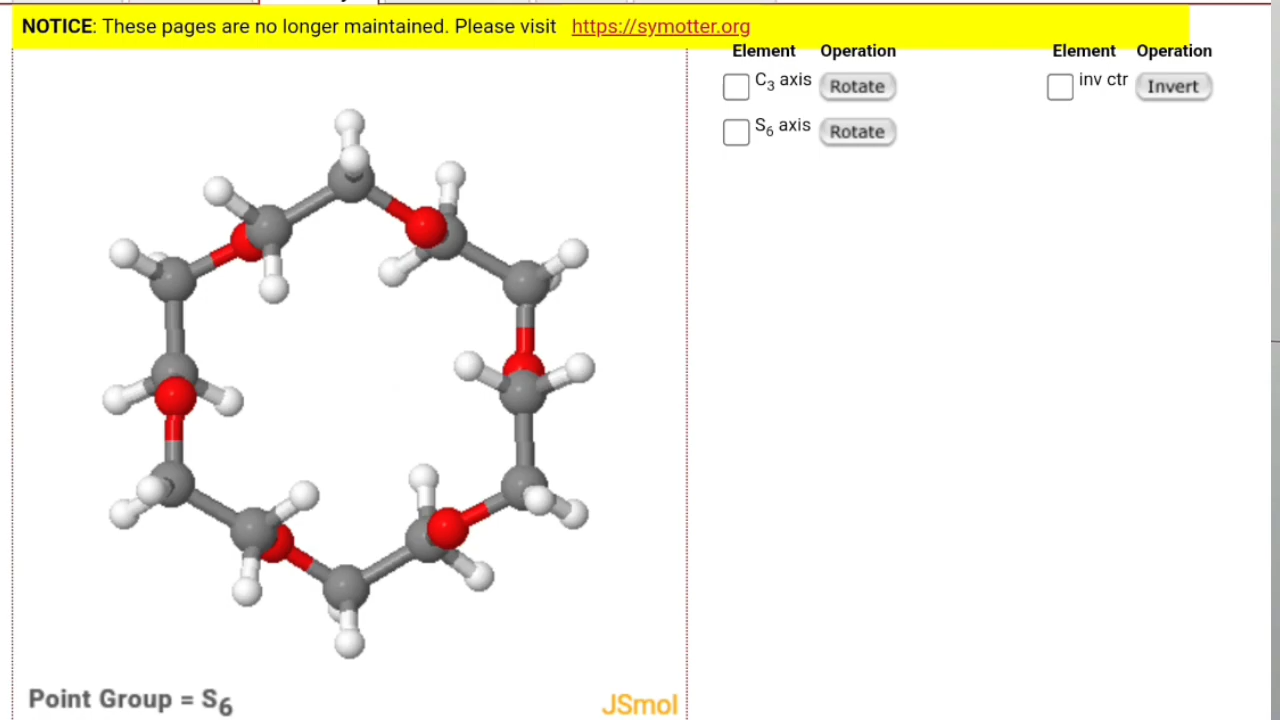 NOTICE: These pages are no longer maintained. Please visit https://symotter.org
Element Operation Element Operation
C₃ axis Rotate inv ctr Invert
S₆ axis Rotate
Point Group = S₆
JSmol